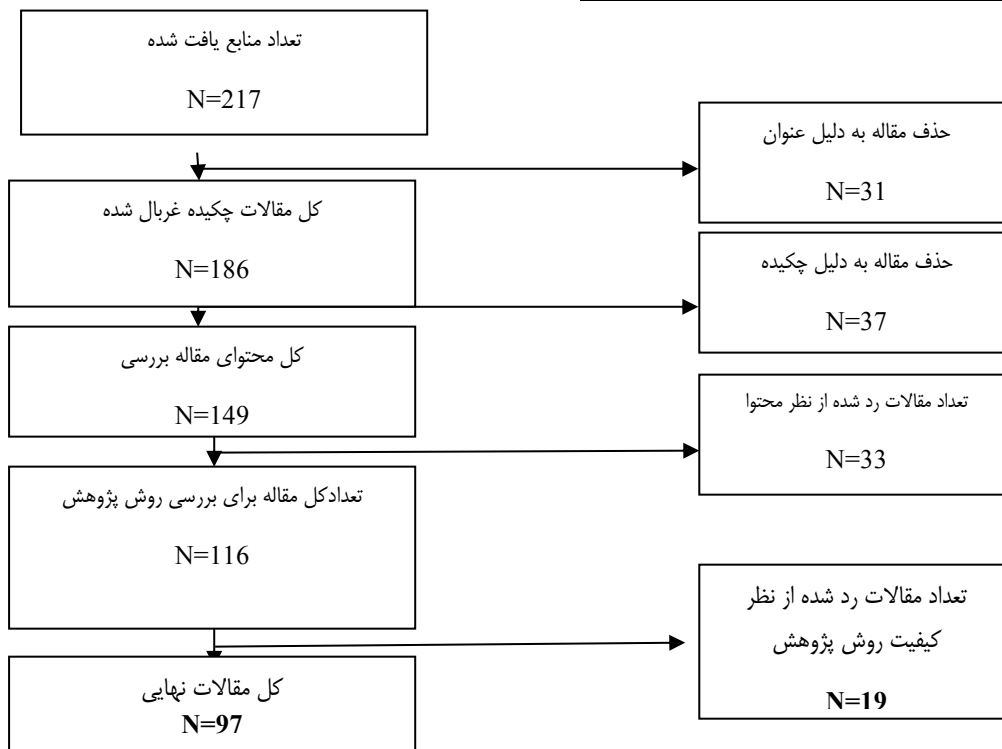 تعداد منابع یافت شده
N=217
حذف مقاله به دلیل عنوان
N=31
کل مقالات چکیده غربال شده
N=186
حذف مقاله به دلیل چکیده
N=37
کل محتوای مقاله بررسی
N=149
تعداد مقالات رد شده از نظر محتوا
N=33
تعدادکل مقاله برای بررسی روش پژوهش
N=116
تعداد مقالات رد شده از نظر
کیفیت روش پژوهش
N=19
کل مقالات نهایی
N=97